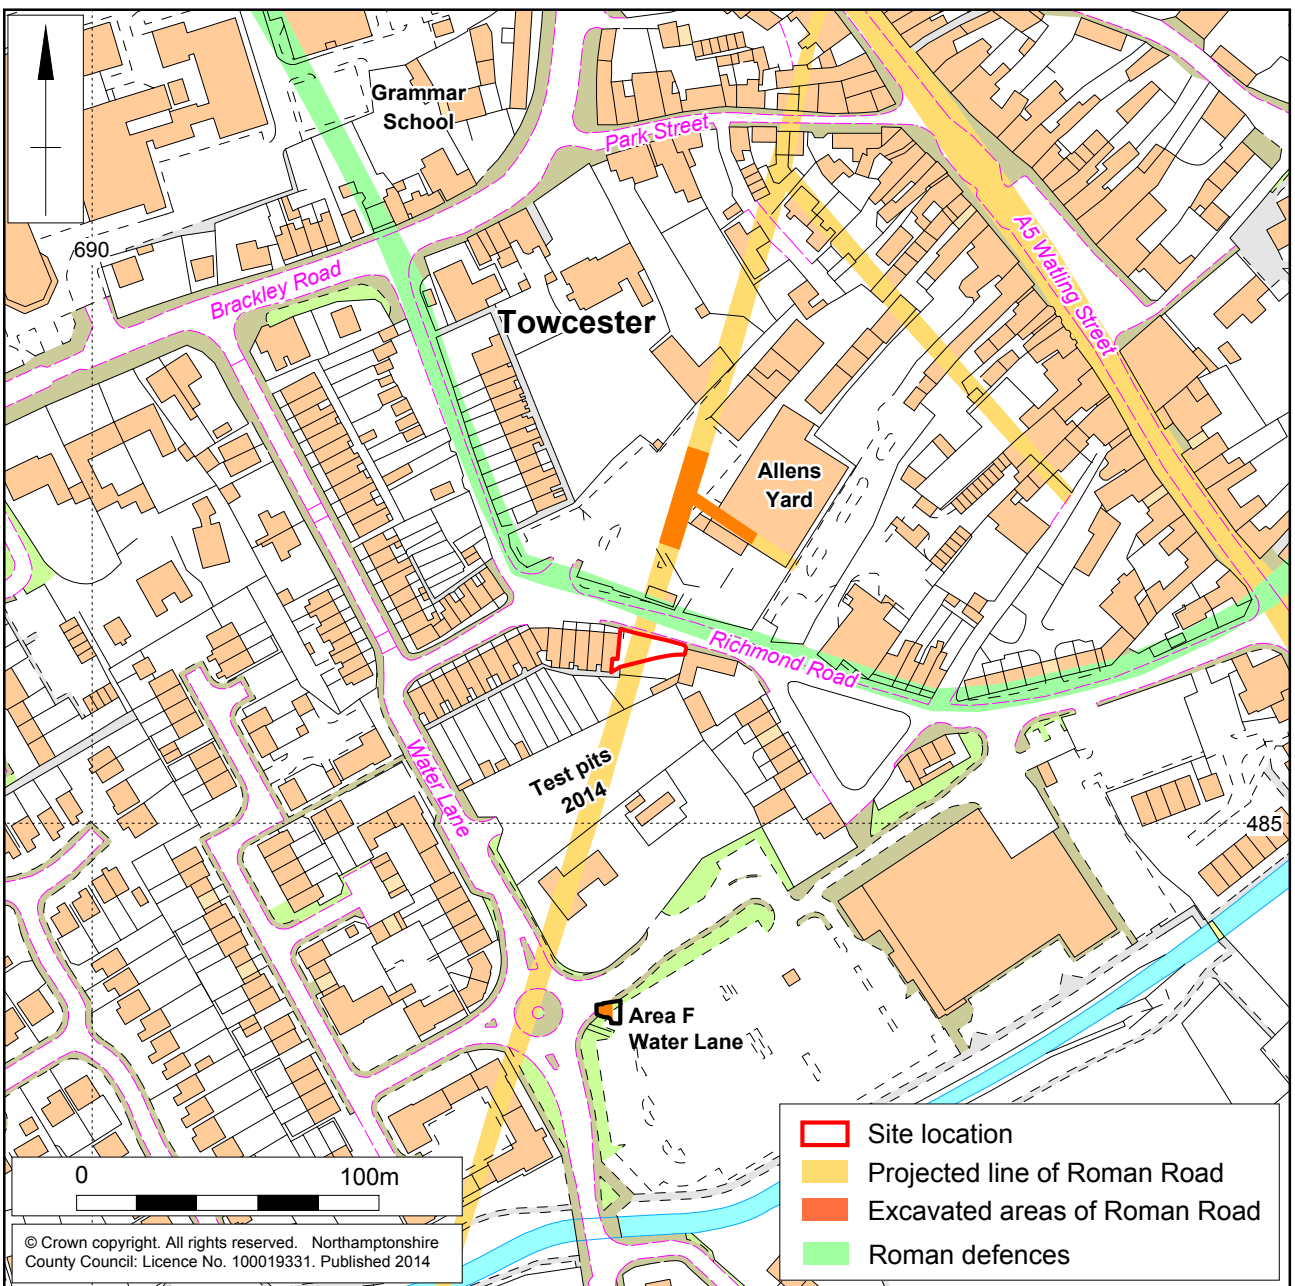 Grammar
School
Park Street
690
Brackley Road
A5 Watling Street
Towcester
Allens
Yard
Richmond Road
Water Lane
Test pits
2014
485
Area F
Water Lane
Site location
Projected line of Roman Road
Excavated areas of Roman Road
Roman defences
0 100m
© Crown copyright. All rights reserved. Northamptonshire
County Council: Licence No. 100019331. Published 2014